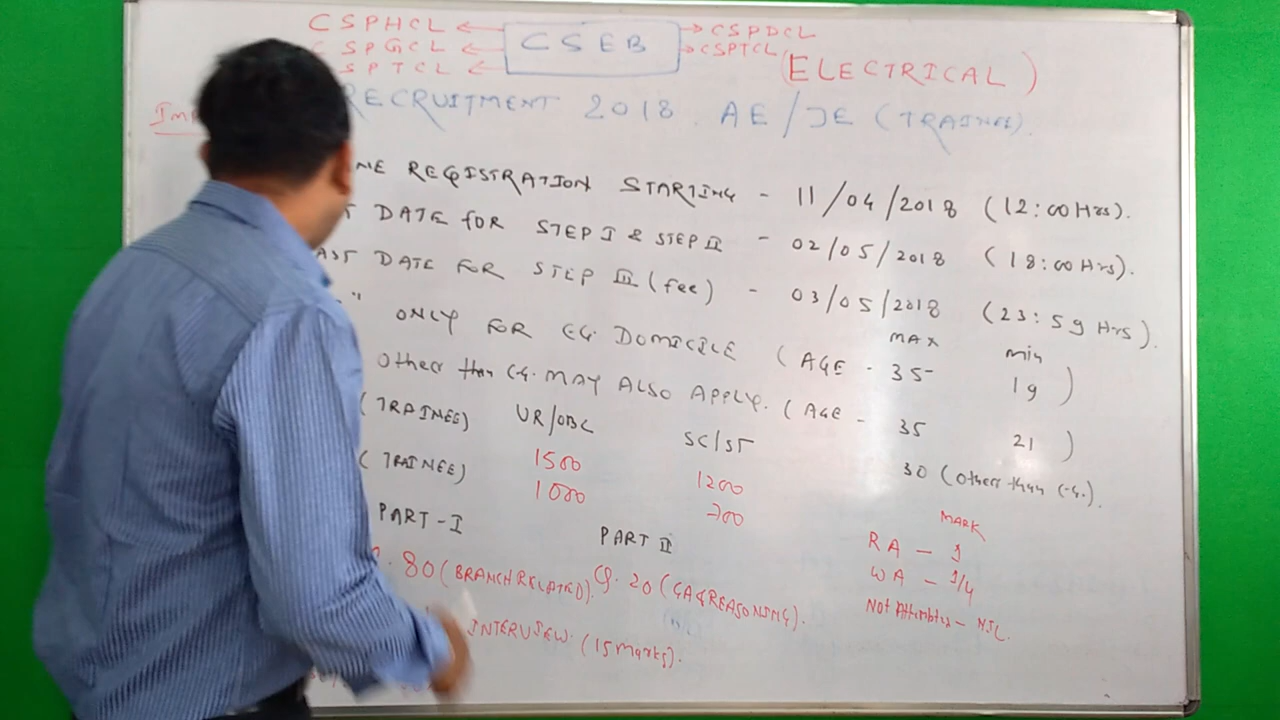 CSPHCL ← CSEB → CSPDCL
CSPGCL ← → CSPTCL
SPTCL ← (ELECTRICAL)
RECRUITMENT 2018. AE/JE (TRAINEE).
NE REGISTRATION STARTING - 11/04/2018 (12:00 Hrs).
DATE FOR STEP I & STEP II - 02/05/2018 (18:00 Hrs).
AST DATE FOR STEP III (fee) - 03/05/2018 (23:59 Hrs).
MAX min
" ONLY FOR CG. DOMICILE (AGE - 35 19)
Other than C.G. MAY ALSO APPLY. (AGE - 35 21)
30 (other than C.G.).
(TRAINEE) UR/OBC SC/ST
(TRAINEE) 1500 1200
1000 700
PART-I PART II MARK
RA - 1
80 (BRANCH RELATED). Q. 20 (GA & REASONING). WA - 1/4
Not Attempted - NIL.
INTERVIEW. (15 Marks).